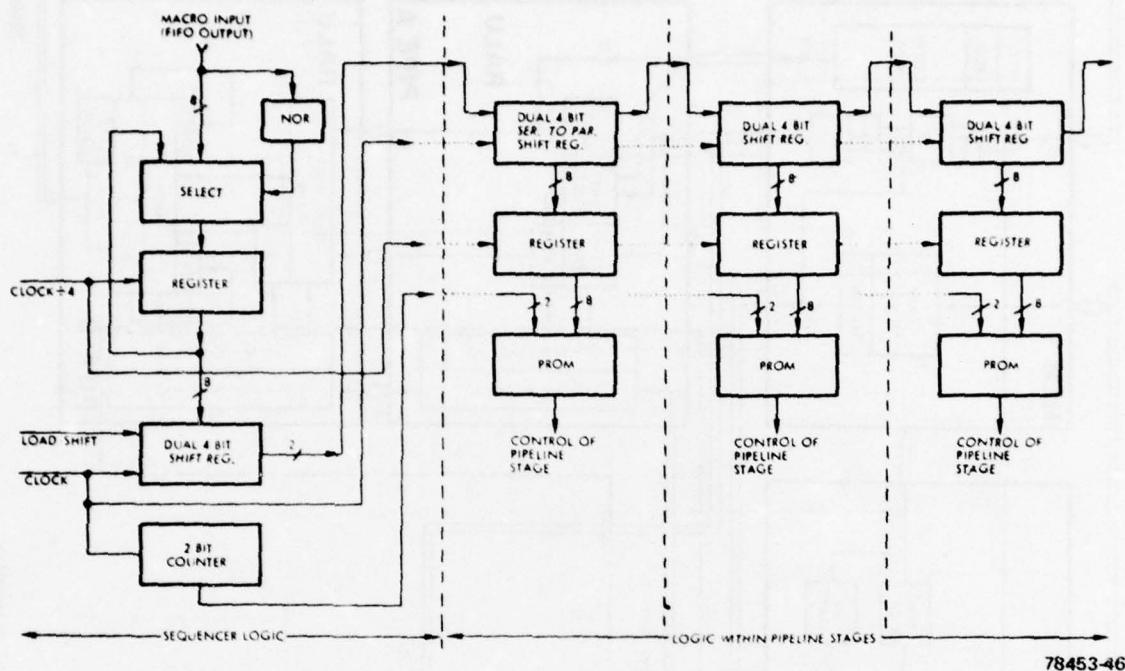 MACRO INPUT
(FIFO OUTPUT)
8
NOR
SELECT
CLOCK ÷4
REGISTER
8
LOAD SHIFT
DUAL 4 BIT
SHIFT REG.
2
CLOCK
2 BIT
COUNTER
DUAL 4 BIT
SER. TO PAR.
SHIFT REG.
8
REGISTER
2
8
PROM
CONTROL OF
PIPELINE
STAGE
DUAL 4 BIT
SHIFT REG.
8
REGISTER
2
8
PROM
CONTROL OF
PIPELINE
STAGE
DUAL 4 BIT
SHIFT REG
8
REGISTER
2
8
PROM
CONTROL OF
PIPELINE
STAGE
SEQUENCER LOGIC
LOGIC WITHIN PIPELINE STAGES
78453-46